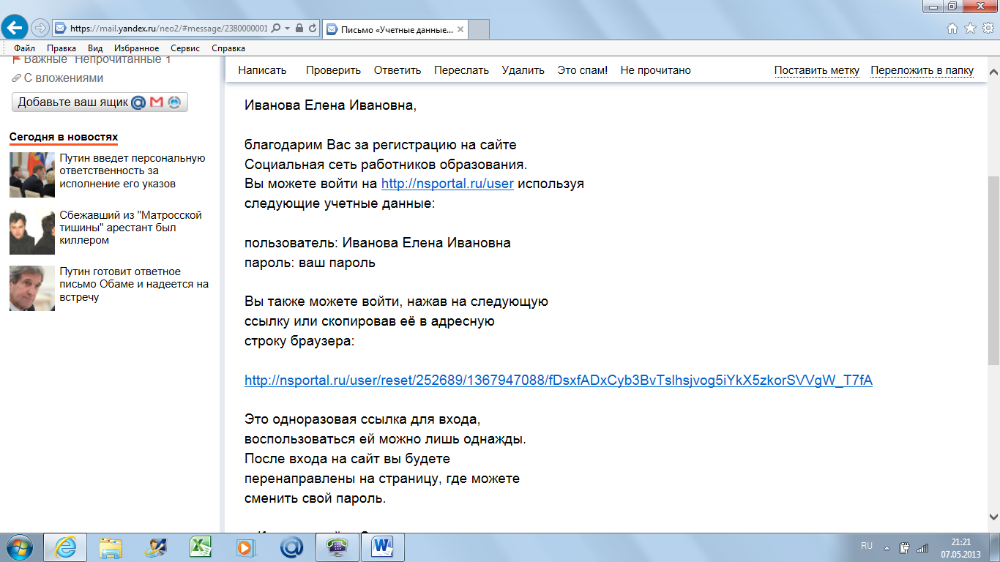 https://mail.yandex.ru/neo2/#message/2380000001
Письмо «Учетные данные...
Файл Правка Вид Избранное Сервис Справка
Важные Непрочитанные 1
С вложениями
Добавьте ваш ящик
Сегодня в новостях
Путин введет персональную
ответственность за
исполнение его указов
Сбежавший из "Матросской
тишины" арестант был
киллером
Путин готовит ответное
письмо Обаме и надеется на
встречу
Написать Проверить Ответить Переслать Удалить Это спам! Не прочитано Поставить метку Переложить в папку
Иванова Елена Ивановна,
благодарим Вас за регистрацию на сайте
Социальная сеть работников образования.
Вы можете войти на http://nsportal.ru/user используя
следующие учетные данные:
пользователь: Иванова Елена Ивановна
пароль: ваш пароль
Вы также можете войти, нажав на следующую
ссылку или скопировав её в адресную
строку браузера:
http://nsportal.ru/user/reset/252689/1367947088/fDsxfADxCyb3BvTslhsjvog5iYkX5zkorSVVgW_T7fA
Это одноразовая ссылка для входа,
воспользоваться ей можно лишь однажды.
После входа на сайт вы будете
перенаправлены на страницу, где можете
сменить свой пароль.
RU
21:21
07.05.2013